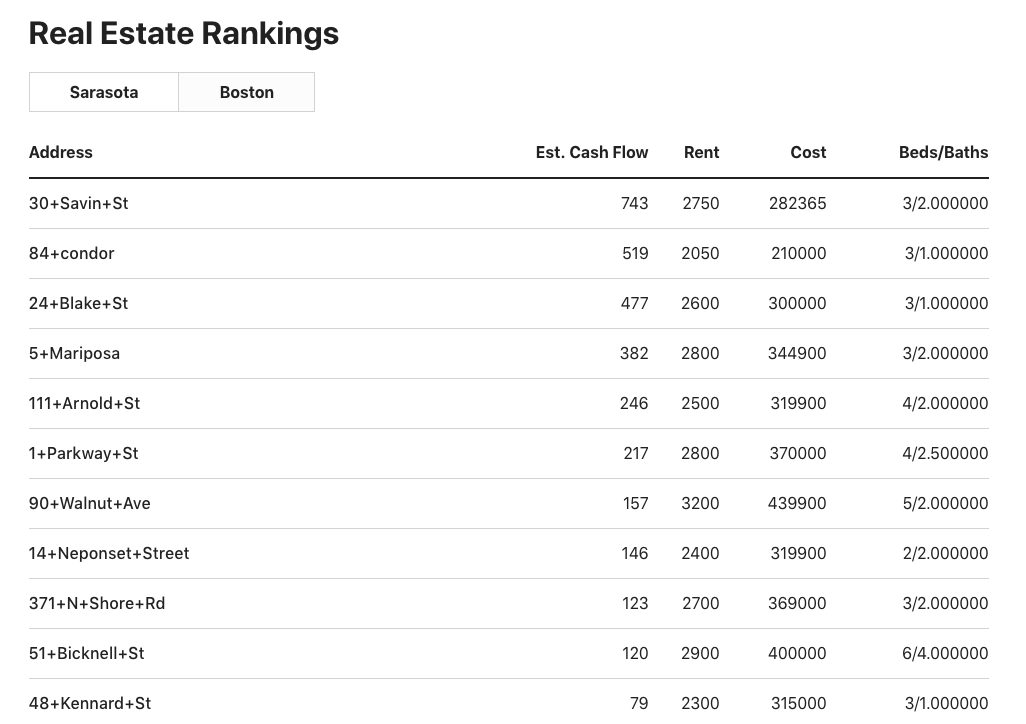 Real Estate Rankings
Sarasota Boston
Address Est. Cash Flow Rent Cost Beds/Baths
30+Savin+St 743 2750 282365 3/2.000000
84+condor 519 2050 210000 3/1.000000
24+Blake+St 477 2600 300000 3/1.000000
5+Mariposa 382 2800 344900 3/2.000000
111+Arnold+St 246 2500 319900 4/2.000000
1+Parkway+St 217 2800 370000 4/2.500000
90+Walnut+Ave 157 3200 439900 5/2.000000
14+Neponset+Street 146 2400 319900 2/2.000000
371+N+Shore+Rd 123 2700 369000 3/2.000000
51+Bicknell+St 120 2900 400000 6/4.000000
48+Kennard+St 79 2300 315000 3/1.000000